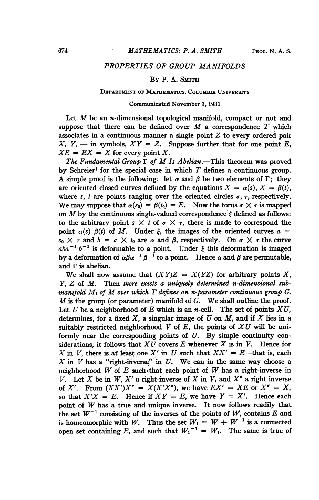 674 MATHEMATICS: P. A. SMITH PROC. N. A. S.
PROPERTIES OF GROUP MANIFOLDS
BY P. A. SMITH
DEPARTMENT OF MATHEMATICS, COLUMBIA UNIVERSITY
Communicated November 1, 1931
Let M be an n-dimensional topological manifold, compact or not and
suppose that there can be defined over M a correspondence T which
associates in a continuous manner a single point Z to every ordered pair
X, Y, — in symbols, XY = Z. Suppose further that for one point E,
XE = EX = X for every point X.
The Fundamental Group Γ of M Is Abelian.—This theorem was proved
by Schreier for the special case in which T defines a continuous group.
A simple proof is the following: let a and β be two elements of Γ; they
are oriented closed curves defined by the equations X = α(s), X = β(t),
where s, t are points ranging over the oriented circles σ, τ, respectively.
We may suppose that α(s₀) = β(t₀) = E. Now the torus σ × τ is mapped
on M by the continuous single-valued correspondence ξ defined as follows:
to the arbitrary point s × t of σ × τ, there is made to correspond the
point α(s) β(t) of M. Under ξ, the images of the oriented curves a =
s₀ × τ and b = σ × t₀ are α and β, respectively. On σ × τ the curve
aba⁻¹b⁻¹ is deformable to a point. Under ξ this deformation is imaged
by a deformation of αβα⁻¹β⁻¹ to a point. Hence α and β are permutable,
and Γ is abelian.
We shall now assume that (XY)Z = X(YZ) for arbitrary points X,
Y, Z of M. Then there exists a uniquely determined n-dimensional sub-
manifold M₁ of M over which T defines an n-parameter continuous group G.
M is the group (or parameter) manifold of G. We shall outline the proof.
Let U be a neighborhood of E which is an n-cell. The set of points XU,
determines, for a fixed X, a singular image of U on M, and if X lies in a
suitably restricted neighborhood V of E, the points of XU will be uni-
formly near the corresponding points of U. By simple continuity con-
siderations, it follows that XU covers E whenever X is in V. Hence for
X in V, there is at least one X′ in U such that XX′ = E—that is, each
X in V has a "right-inverse," in U. We can in the same way choose a
neighborhood W of E such that each point of W has a right-inverse in
V. Let X be in W, X′ a right-inverse of X in V, and X″ a right inverse
of X′. From (XX′)X″ = X(X′X″), we have EX″ = XE or X″ = X,
so that X′X = E. Hence if XY = E, we have Y = X′. Hence each
point of W has a true and unique inverse. It now follows readily that
the set W⁻¹ consisting of the inverses of the points of W, contains E and
is homeomorphic with W. Thus the set W₁ = W + W⁻¹ is a connected
open set containing E, and such that W₁⁻¹ = W₁. The same is true of